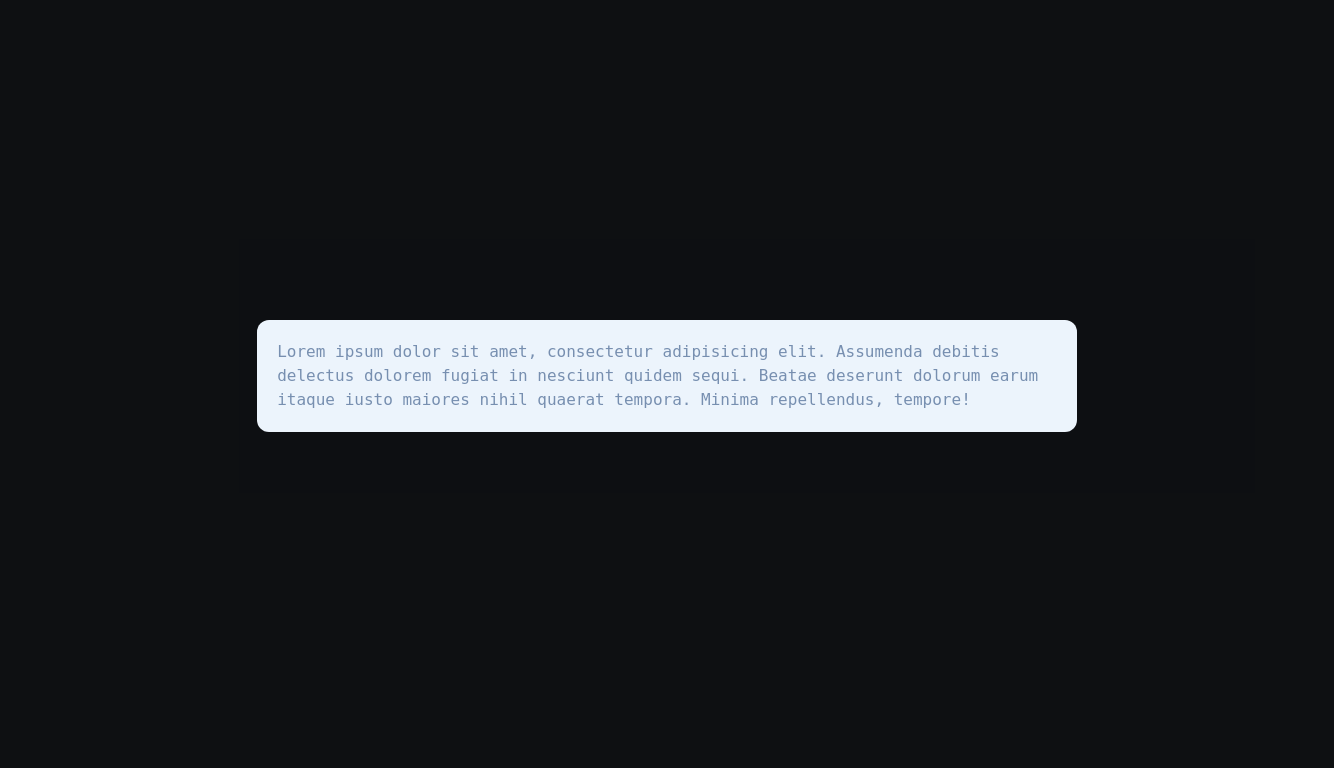 Lorem ipsum dolor sit amet, consectetur adipisicing elit. Assumenda debitis
delectus dolorem fugiat in nesciunt quidem sequi. Beatae deserunt dolorum earum
itaque iusto maiores nihil quaerat tempora. Minima repellendus, tempore!